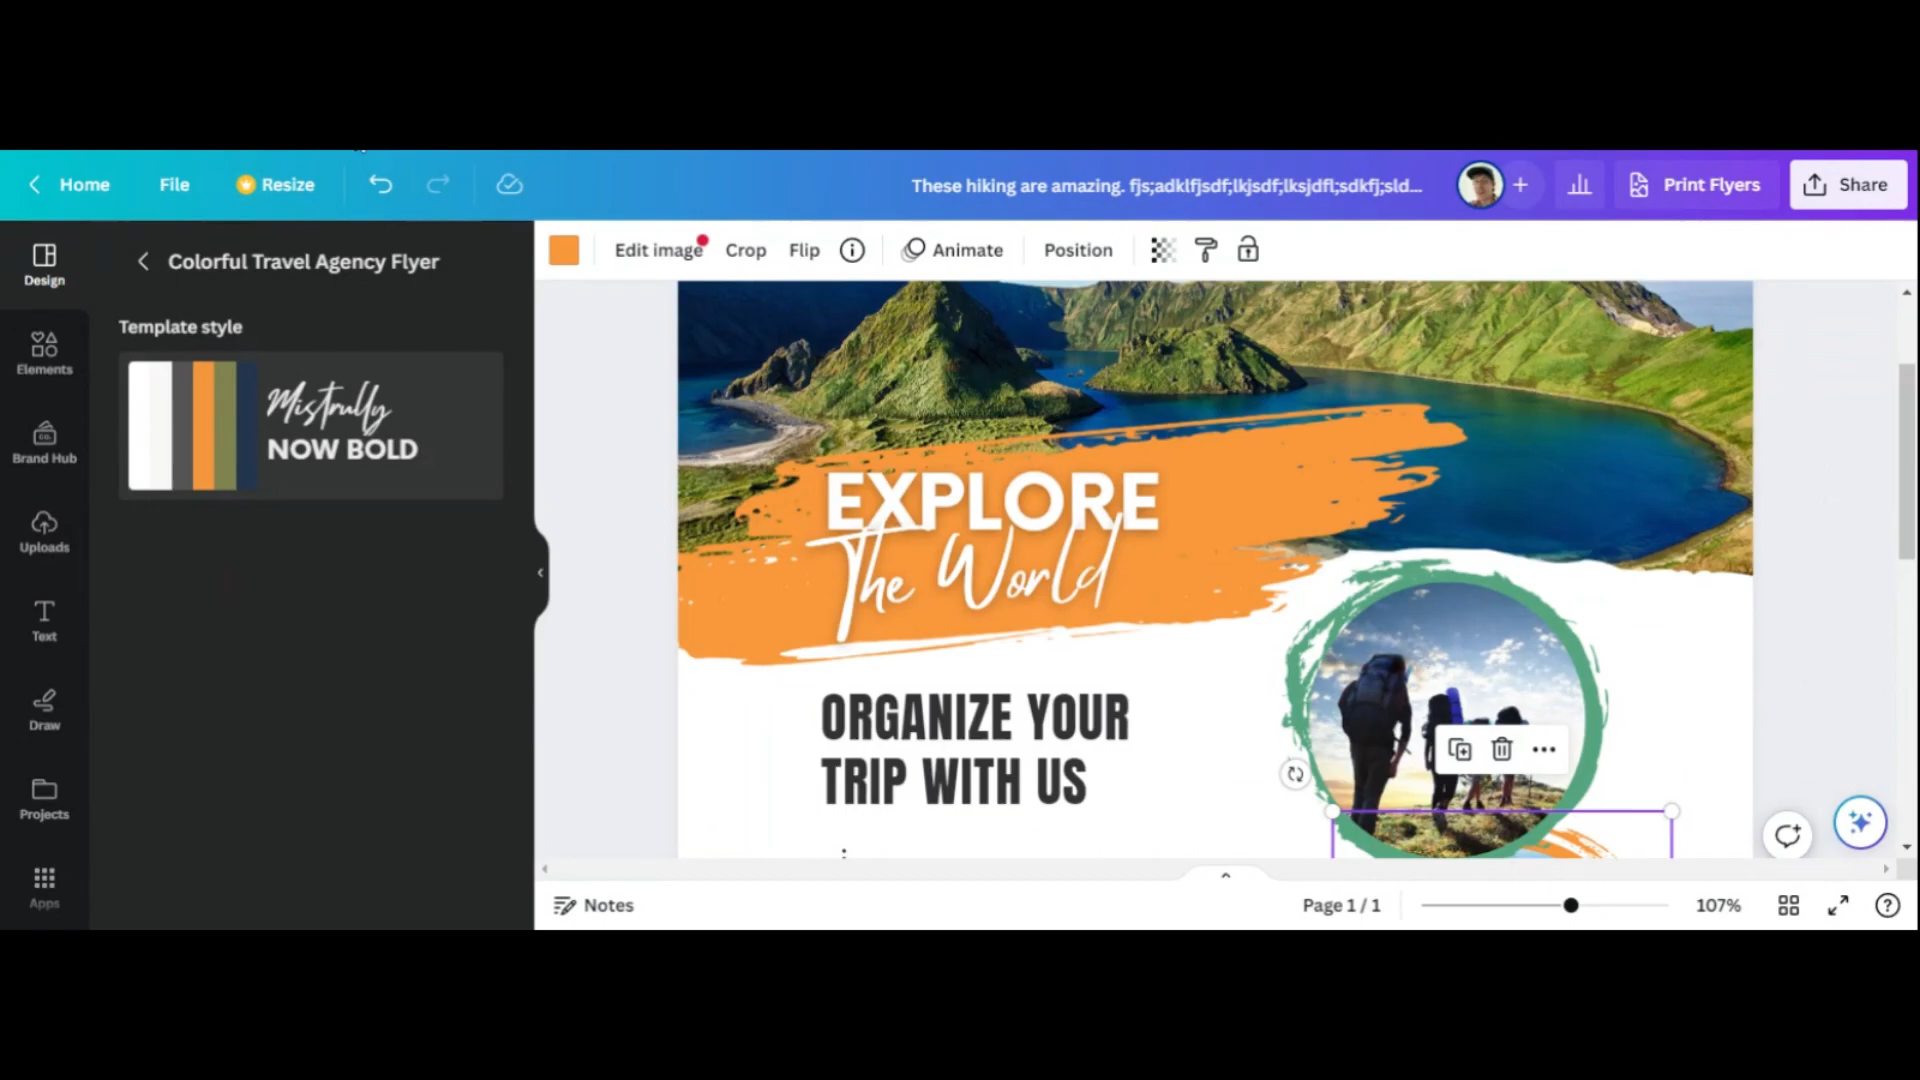 Home File Resize These hiking are amazing. fjs;adklfjsdf;lkjsdf;lksjdfl;sdkfj;sld... + Print Flyers Share
Design
Elements
Brand Hub
Uploads
Text
Draw
Projects
Apps
Colorful Travel Agency Flyer
Template style
Mistrully
NOW BOLD
Edit image Crop Flip Animate Position
EXPLORE
The World
ORGANIZE YOUR
TRIP WITH US
Notes Page 1 / 1 107%